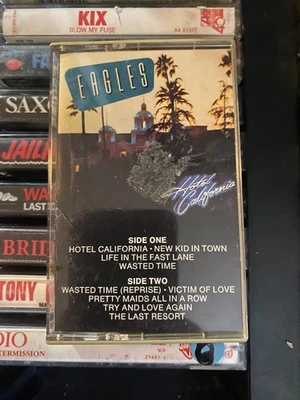 KIX
BLOW MY FUSE
EAGLES
Hotel
California
SAXO
JAIL
WA
LAST
BRID
TONY
DIO
INTERMISSION
SIDE ONE
HOTEL CALIFORNIA • NEW KID IN TOWN
LIFE IN THE FAST LANE
WASTED TIME
SIDE TWO
WASTED TIME (REPRISE) • VICTIM OF LOVE
PRETTY MAIDS ALL IN A ROW
TRY AND LOVE AGAIN
THE LAST RESORT